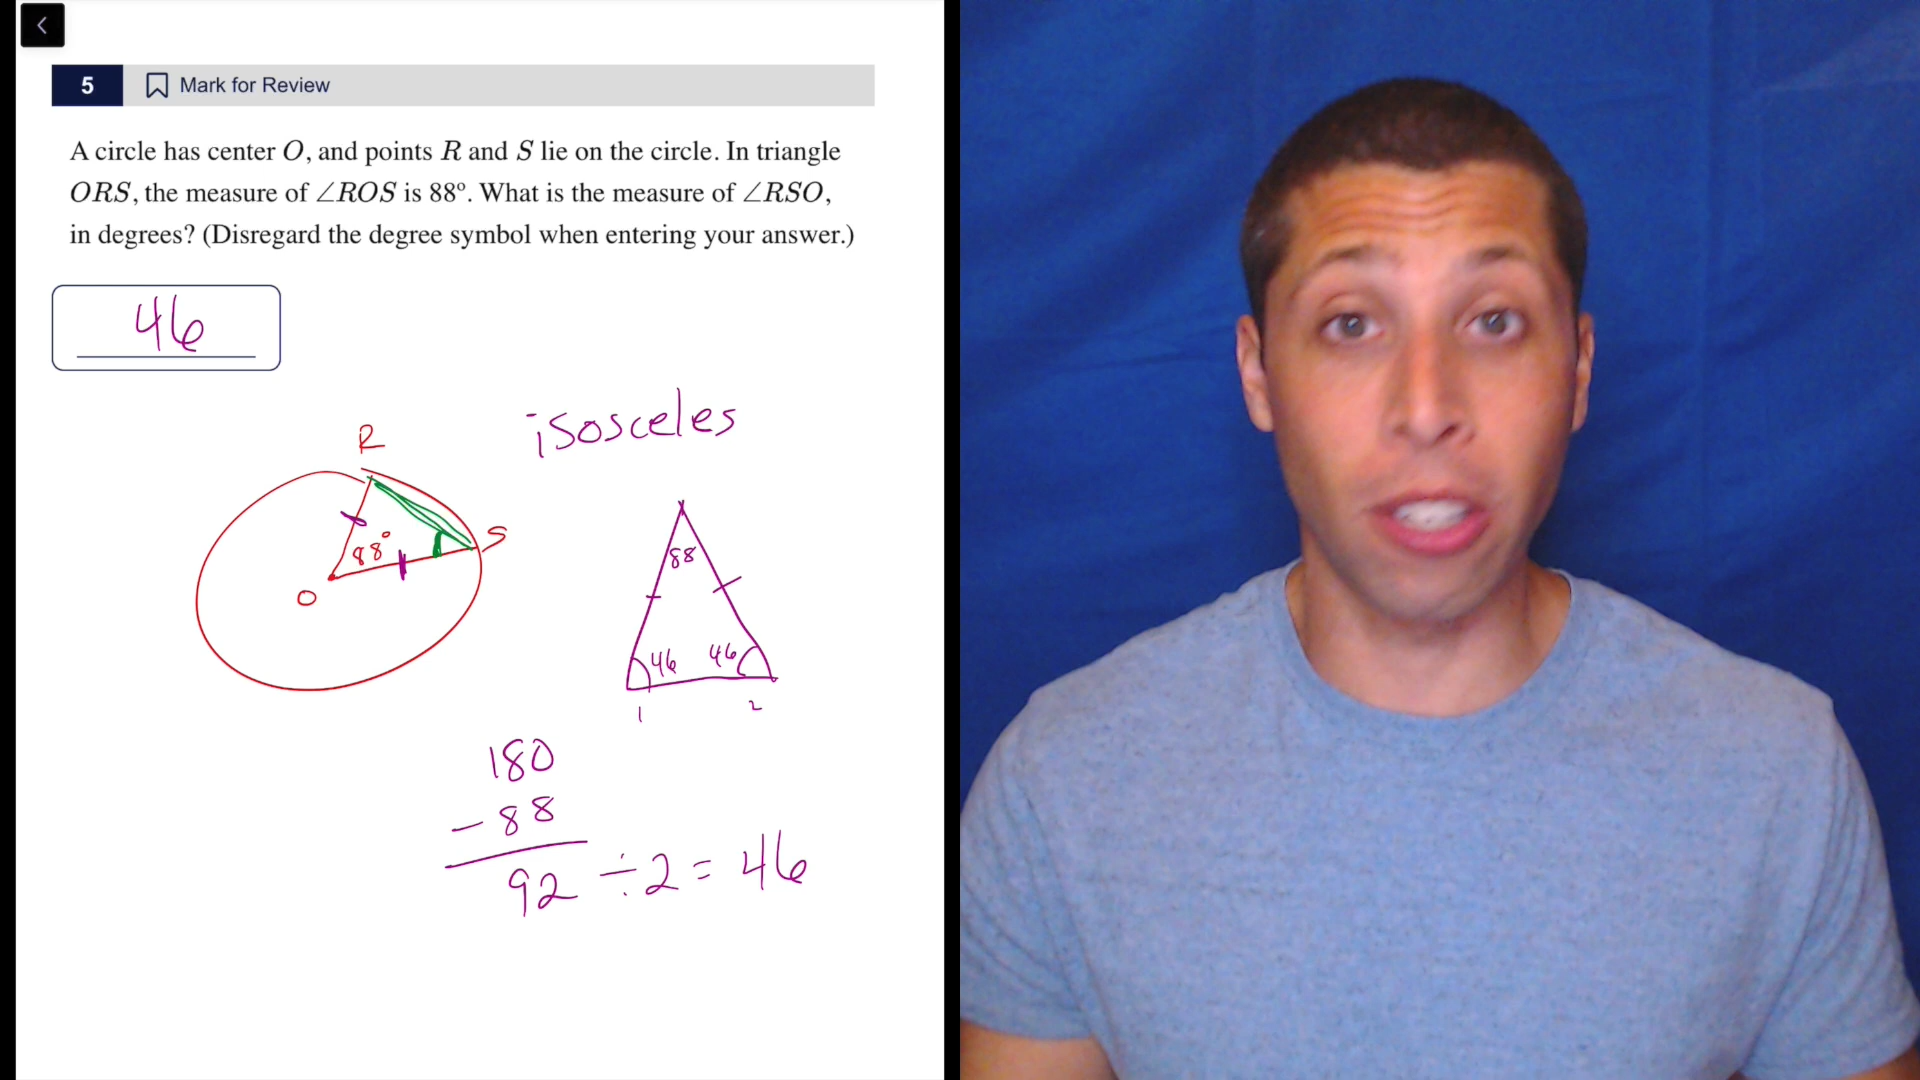 5 Mark for Review
A circle has center O, and points R and S lie on the circle. In triangle
ORS, the measure of ∠ROS is 88°. What is the measure of ∠RSO,
in degrees? (Disregard the degree symbol when entering your answer.)
46
isosceles
R
S
88°
O
88
46 46
1 2
180
- 88
92 ÷ 2 = 46